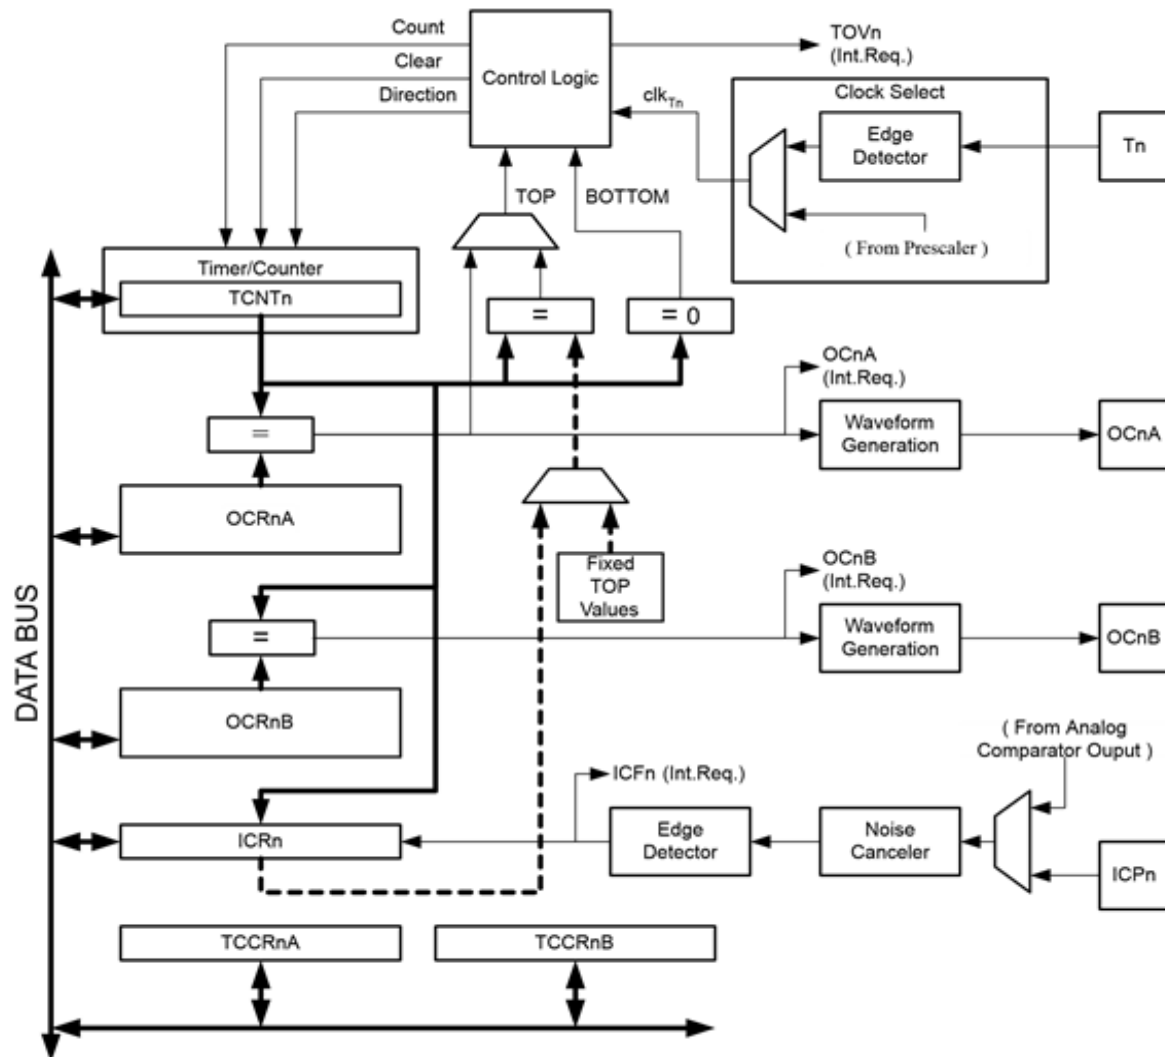 Count
Clear
Direction
Control Logic
TOVn
(Int.Req.)
clkTn
Clock Select
Edge
Detector
Tn
( From Prescaler )
TOP
BOTTOM
Timer/Counter
TCNTn
=
= 0
OCnA
(Int.Req.)
=
Waveform
Generation
OCnA
OCRnA
Fixed
TOP
Values
OCnB
(Int.Req.)
=
Waveform
Generation
OCnB
OCRnB
DATA BUS
( From Analog
Comparator Ouput )
ICFn (Int.Req.)
ICRn
Edge
Detector
Noise
Canceler
ICPn
TCCRnA
TCCRnB